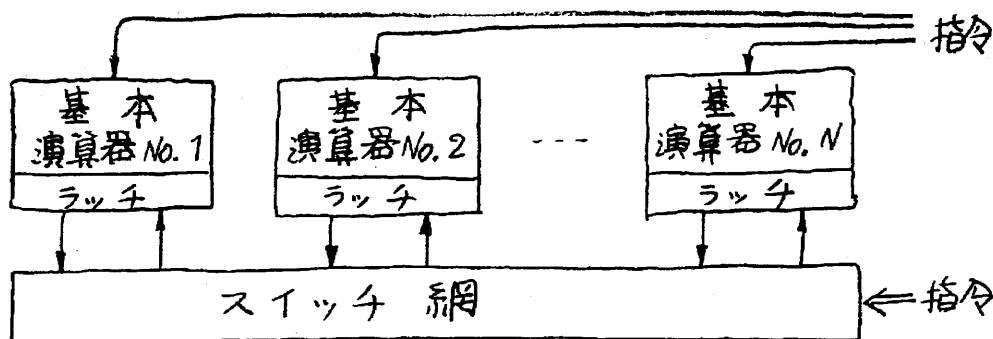 指令
基本
演算器 No. 1
ラッチ
基本
演算器 No. 2
ラッチ
---
基本
演算器 No. N
ラッチ
スイッチ網
指令